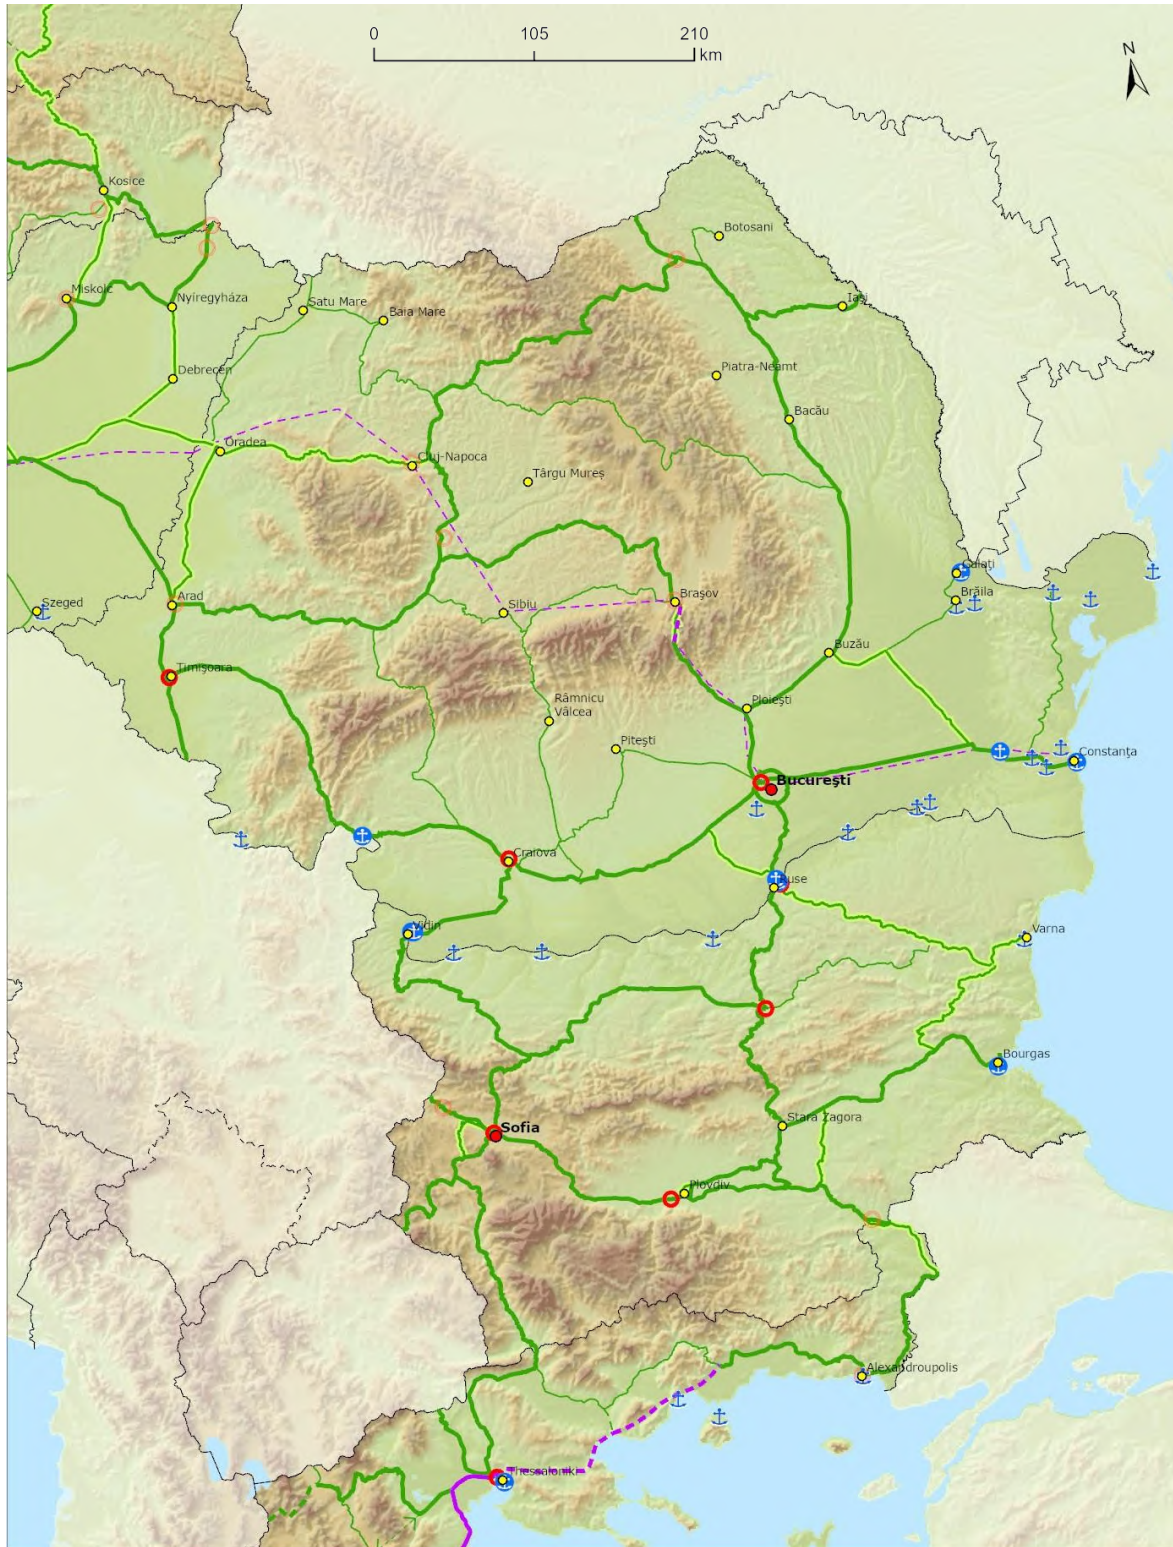 0 105 210
km
N
Kosice
Botosani
Miskolc
Nyíregyháza
Satu Mare
Baia Mare
Iaşi
Debrecen
Piatra-Neamt
Bacău
Oradea
Cluj-Napoca
Târgu Mureş
Galaţi
Szeged
Arad
Sibiu
Braşov
Brăila
Timişoara
Buzău
Râmnicu
Vâlcea
Ploieşti
Piteşti
Constanţa
Bucureşti
Craiova
Ruse
Vidin
Varna
Bourgas
Stara Zagora
Sofia
Plovdiv
Alexandroupolis
Thessaloniki